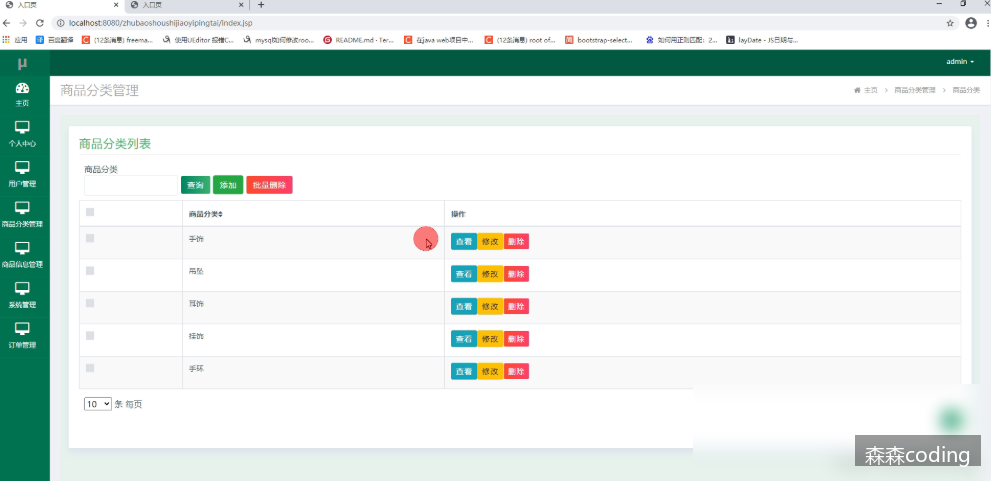 入口页
入口页
localhost:8080/zhubaoshoushijiaoyipingtai/index.jsp
应用
百度翻译
(12条消息) freema...
使用UEditor 报错C...
mysql如何修改roo...
README.md · Ter...
在java web项目中...
(12条消息) root of...
bootstrap-select...
如何用正则匹配：2...
layDate - JS日期与...
μ
admin
主页
个人中心
用户管理
商品分类管理
商品信息管理
系统管理
订单管理
商品分类管理
主页 > 商品分类管理 > 商品分类
商品分类列表
商品分类
查询 添加 批量删除
商品分类 操作
手饰 查看 修改 删除
吊坠 查看 修改 删除
耳饰 查看 修改 删除
挂饰 查看 修改 删除
手环 查看 修改 删除
10 条 每页
森森coding